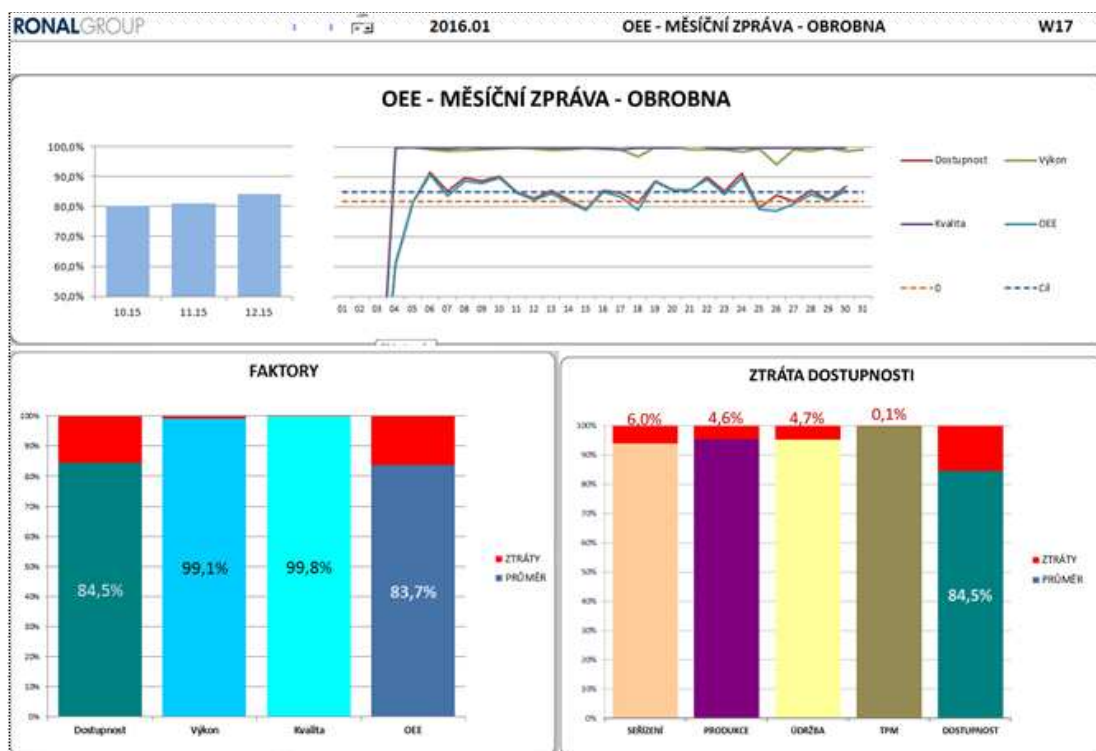 RONALGROUP 2016.01 OEE - MĚSÍČNÍ ZPRÁVA - OBROBNA W17
OEE - MĚSÍČNÍ ZPRÁVA - OBROBNA
100,0%
90,0%
80,0%
70,0%
60,0%
50,0%
10.15 11.15 12.15
01 02 03 04 05 06 07 08 09 10 11 12 13 14 15 16 17 18 19 20 21 22 23 24 25 26 27 28 29 30 31
Dostupnost Výkon
Kvalita OEE
0 Cíl
FAKTORY
100%
90%
80%
70%
60%
50%
40%
30%
20%
10%
0%
84,5% 99,1% 99,8% 83,7%
Dostupnost Výkon Kvalita OEE
ZTRÁTY
PRŮMĚR
ZTRÁTA DOSTUPNOSTI
6,0% 4,6% 4,7% 0,1%
100%
90%
80%
70%
60%
50%
40%
30%
20%
10%
0%
84,5%
SEŘÍZENÍ PRODUKCE ÚDRŽBA TPM DOSTUPNOST
ZTRÁTY
PRŮMĚR